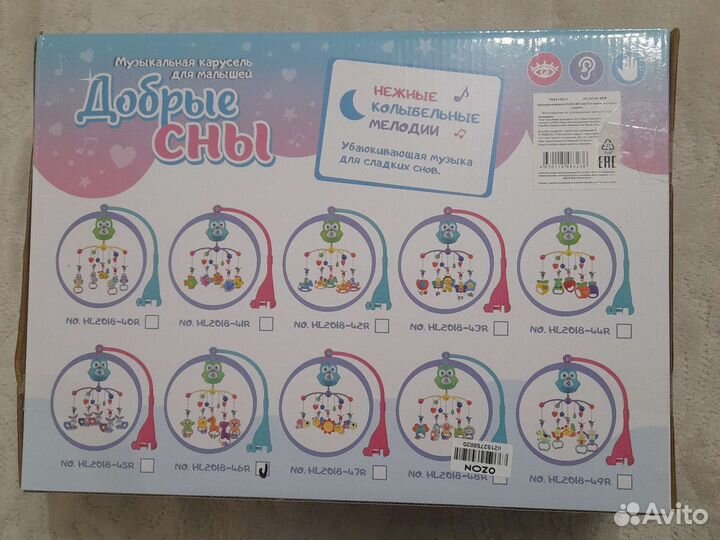 Музыкальная карусель
для малышей
Добрые
сны
НЕЖНЫЕ
КОЛЫБЕЛЬНЫЕ
МЕЛОДИИ
Убаюкивающая музыка
для сладких снов.
EAC
NO. HL2018-40R
NO. HL2018-41R
NO. HL2018-42R
NO. HL2018-43R
NO. HL2018-44R
NO. HL2018-45R
NO. HL2018-46R
NO. HL2018-47R
NO. HL2018-48R
NO. HL2018-49R
OZON
Avito